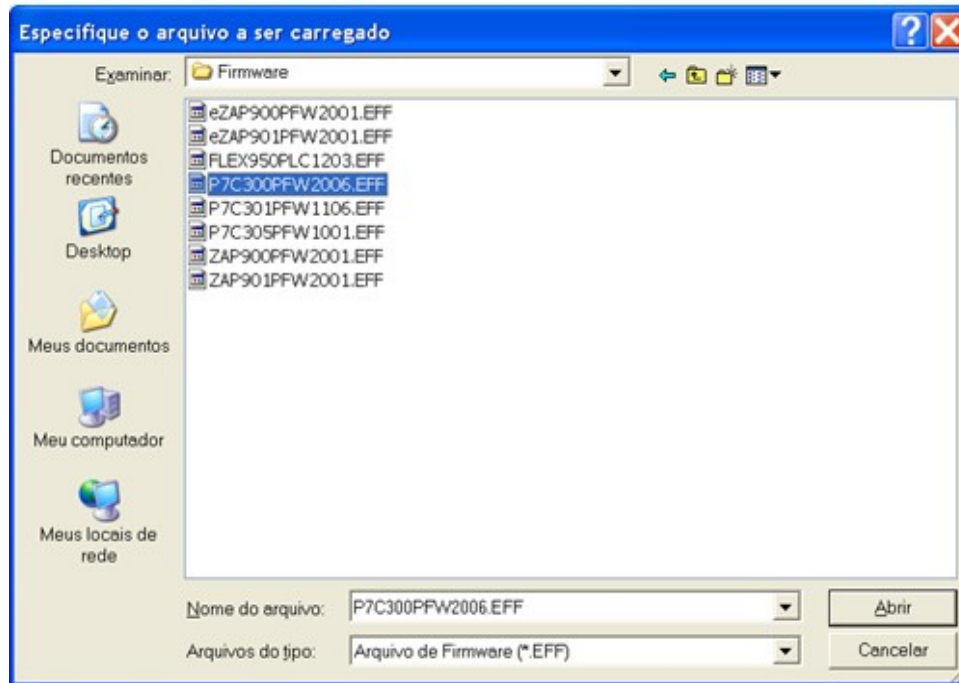 Especifique o arquivo a ser carregado
Examinar:
Firmware
Documentos
recentes
Desktop
Meus documentos
Meu computador
Meus locais de
rede
eZAP900PFW2001.EFF
eZAP901PFW2001.EFF
FLEX950PLC1203.EFF
P7C300PFW2006.EFF
P7C301PFW1106.EFF
P7C305PFW1001.EFF
ZAP900PFW2001.EFF
ZAP901PFW2001.EFF
Nome do arquivo: P7C300PFW2006.EFF
Abrir
Arquivos do tipo: Arquivo de Firmware (*.EFF)
Cancelar